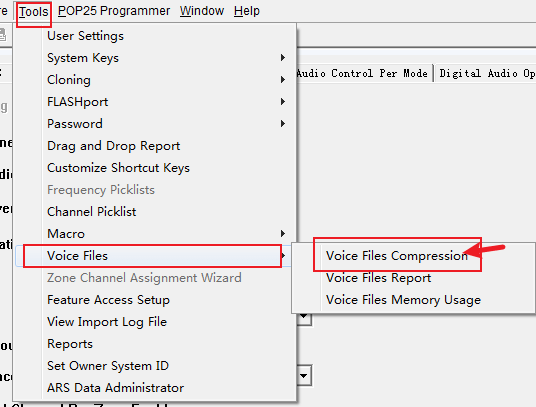 Tools POP25 Programmer Window Help
User Settings
System Keys
Cloning
FLASHport
Password
Audio Control Per Mode Digital Audio Op
Drag and Drop Report
Customize Shortcut Keys
Frequency Picklists
Channel Picklist
Macro
Voice Files
Voice Files Compression
Voice Files Report
Voice Files Memory Usage
Zone Channel Assignment Wizard
Feature Access Setup
View Import Log File
Reports
Set Owner System ID
ARS Data Administrator